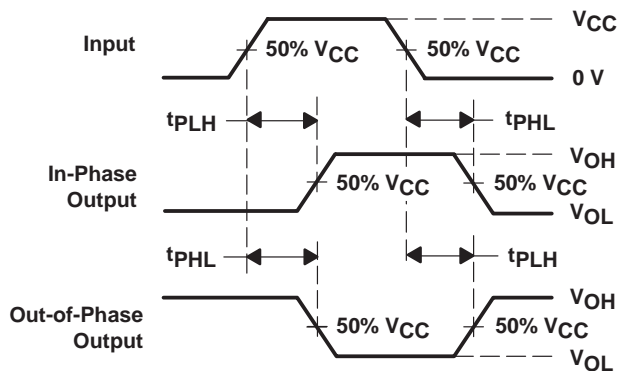 VCC
Input
50% VCC
50% VCC
0 V
tPLH
tPHL
VOH
In-Phase
Output
50% VCC
50% VCC
VOL
tPHL
tPLH
VOH
Out-of-Phase
Output
50% VCC
50% VCC
VOL